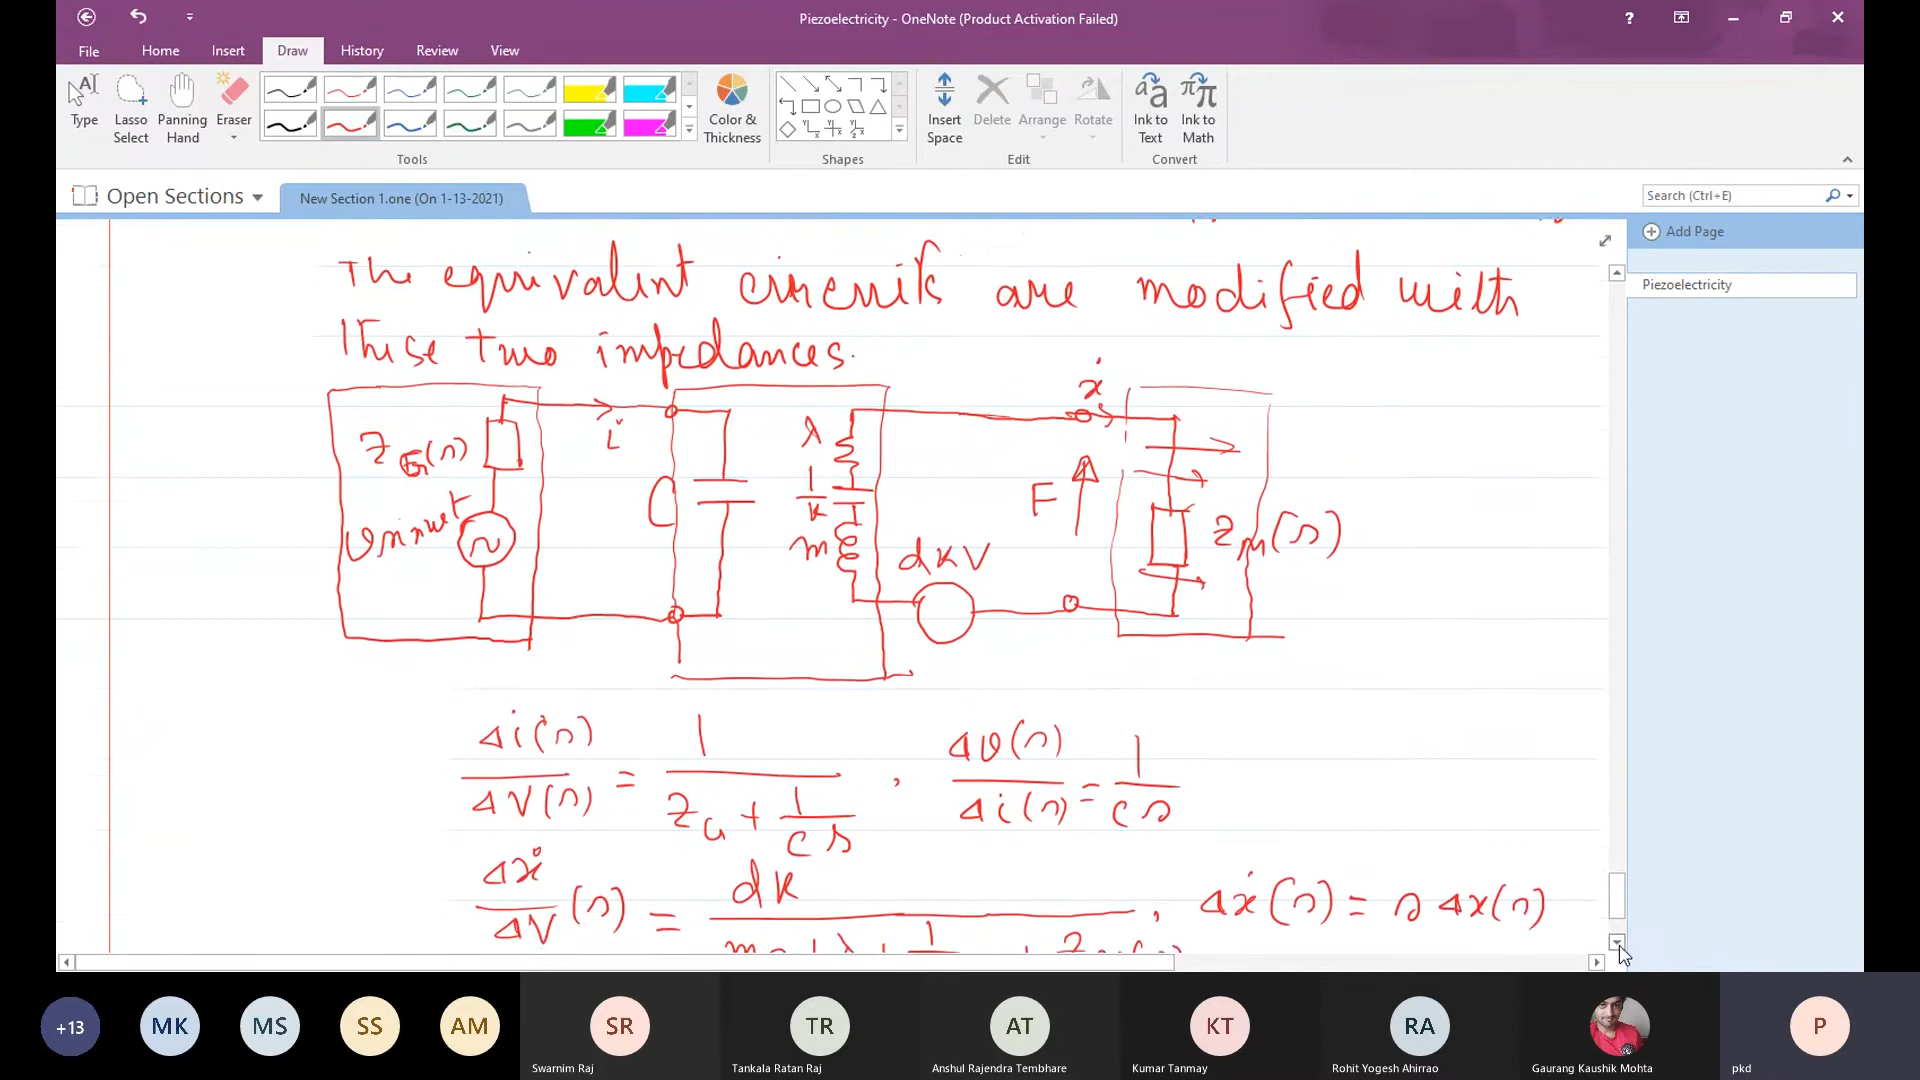 Piezoelectricity - OneNote (Product Activation Failed)
?
File Home Insert Draw History Review View
Type
Lasso Select
Panning Hand
Eraser
Color & Thickness
Insert Space
Delete
Arrange
Rotate
Ink to Text
Ink to Math
Tools
Shapes
Edit
Convert
Open Sections
New Section 1.one (On 1-13-2021)
Search (Ctrl+E)
Add Page
Piezoelectricity
The equivalent circuits are modified with
these two impedances.
Z_G(s)
i
C
λ
1/k
m
dkV
ẋ
F
Z_M(s)
Δi(s)/ΔV(s) = 1/(Z_G + 1/(Cs)), Δv(s)/Δi(s) = 1/(Cs)
Δẋ/ΔV (s) = dk
, Δẋ(s) = s Δx(s)
+13 MK MS SS AM SR TR AT KT RA P
Swarnim Raj
Tankala Ratan Raj
Anshul Rajendra Tembhare
Kumar Tanmay
Rohit Yogesh Ahirrao
Gaurang Kaushik Mohta
pkd